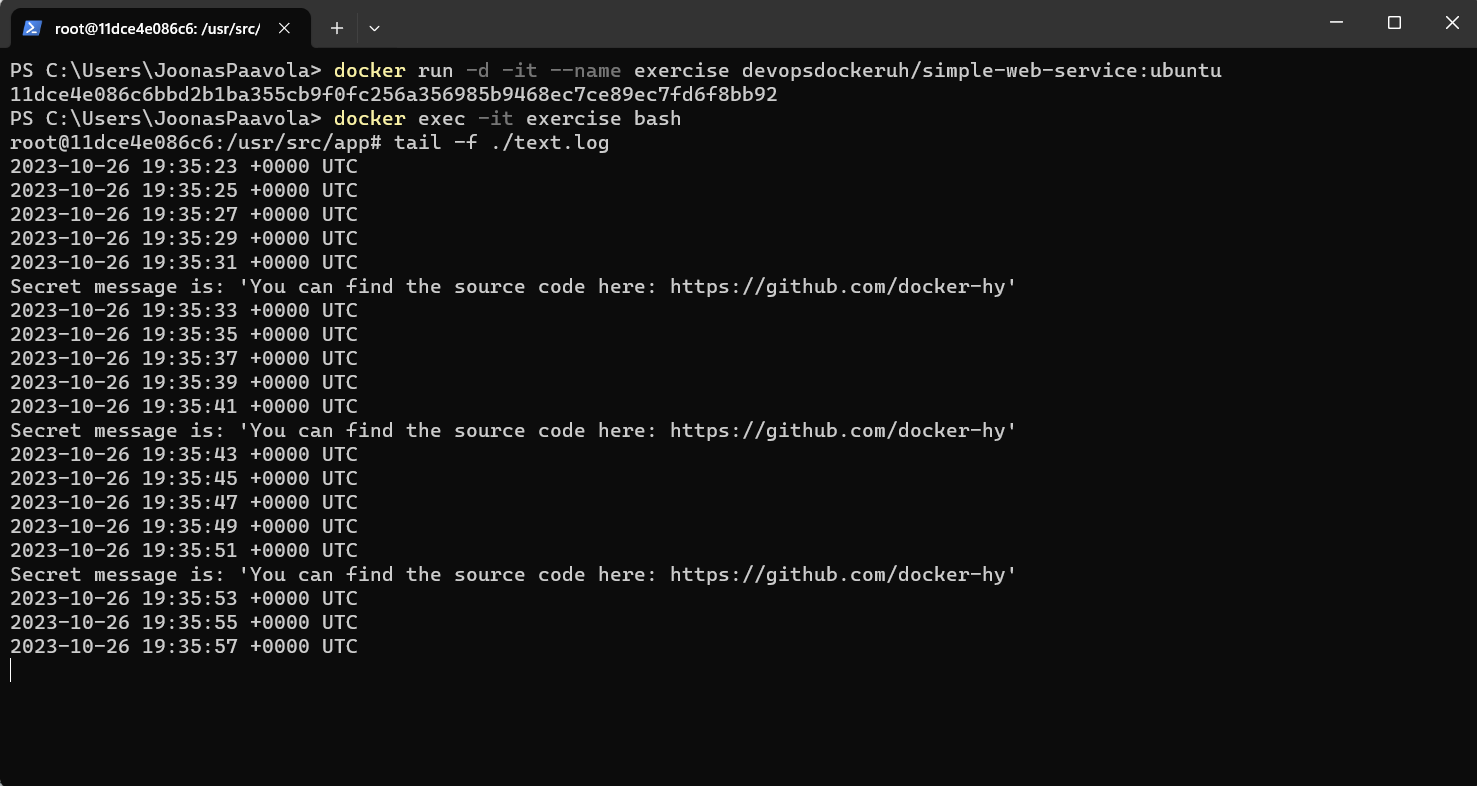 root@11dce4e086c6: /usr/src/
PS C:\Users\JoonasPaavola> docker run -d -it --name exercise devopsdockeruh/simple-web-service:ubuntu
11dce4e086c6bbd2b1ba355cb9f0fc256a356985b9468ec7ce89ec7fd6f8bb92
PS C:\Users\JoonasPaavola> docker exec -it exercise bash
root@11dce4e086c6:/usr/src/app# tail -f ./text.log
2023-10-26 19:35:23 +0000 UTC
2023-10-26 19:35:25 +0000 UTC
2023-10-26 19:35:27 +0000 UTC
2023-10-26 19:35:29 +0000 UTC
2023-10-26 19:35:31 +0000 UTC
Secret message is: 'You can find the source code here: https://github.com/docker-hy'
2023-10-26 19:35:33 +0000 UTC
2023-10-26 19:35:35 +0000 UTC
2023-10-26 19:35:37 +0000 UTC
2023-10-26 19:35:39 +0000 UTC
2023-10-26 19:35:41 +0000 UTC
Secret message is: 'You can find the source code here: https://github.com/docker-hy'
2023-10-26 19:35:43 +0000 UTC
2023-10-26 19:35:45 +0000 UTC
2023-10-26 19:35:47 +0000 UTC
2023-10-26 19:35:49 +0000 UTC
2023-10-26 19:35:51 +0000 UTC
Secret message is: 'You can find the source code here: https://github.com/docker-hy'
2023-10-26 19:35:53 +0000 UTC
2023-10-26 19:35:55 +0000 UTC
2023-10-26 19:35:57 +0000 UTC